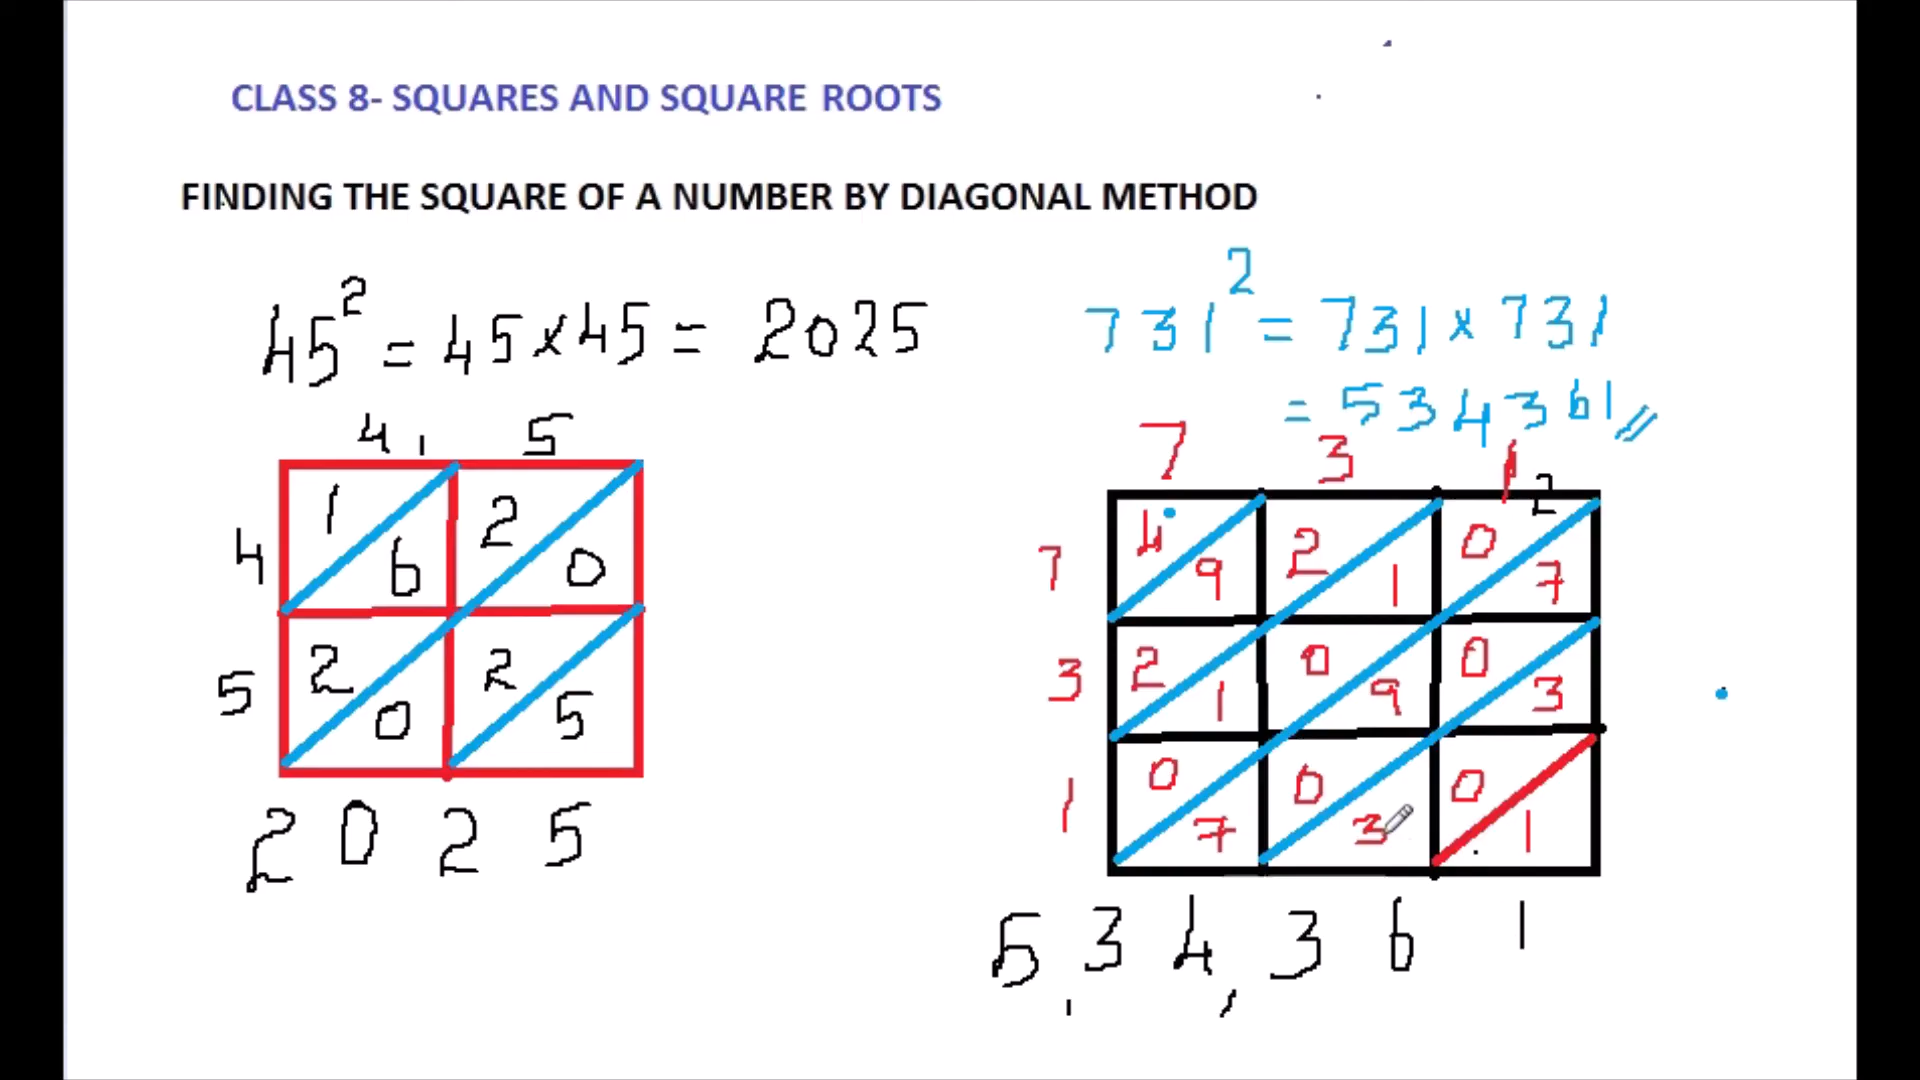 CLASS 8- SQUARES AND SQUARE ROOTS
FINDING THE SQUARE OF A NUMBER BY DIAGONAL METHOD
45² = 45 × 45 = 2025
4, 5
4 1 6 2 0
5 2 0 2 5
2 0 2 5
731² = 731 × 731
= 534361//
7 3 1 2
7 4 9 2 1 0 7
3 2 1 0 9 0 3
1 0 7 0 3 0 1
5, 3 4, 3 6 1